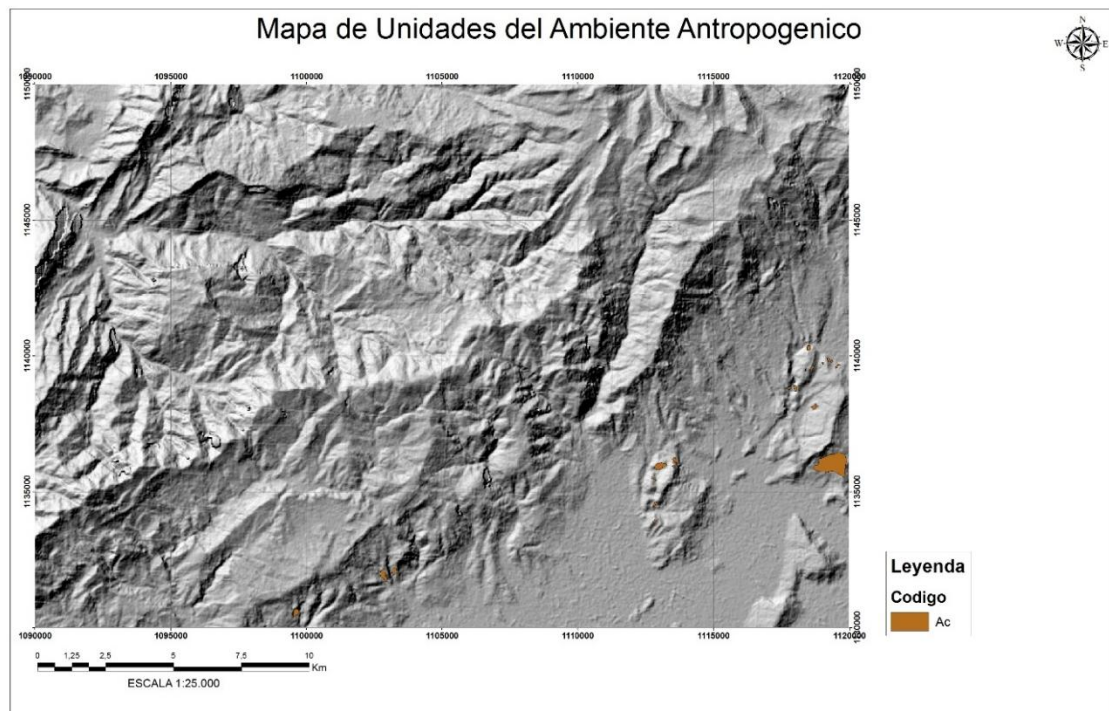 Mapa de Unidades del Ambiente Antropogenico
N
W E
S
1090000 1095000 1100000 1105000 1110000 1115000 1120000
1150000 1150000
1145000 1145000
1140000 1140000
1135000 1135000
1130000 1130000
1090000 1095000 1100000 1105000 1110000 1115000 1120000
Leyenda
Codigo
Ac
0 1,25 2,5 5 7,5 10
Km
ESCALA 1:25.000